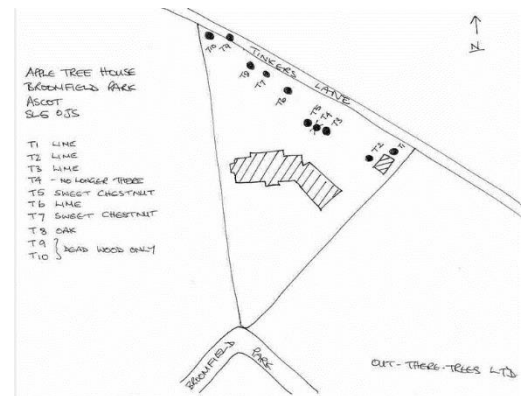 APPLE TREE HOUSE
BROOMFIELD PARK
ASCOT
SL5 0JS
T1 LIME
T2 LIME
T3 LIME
T4 - NO LONGER THERE
T5 SWEET CHESTNUT
T6 LIME
T7 SWEET CHESTNUT
T8 OAK
T9 } DEAD WOOD ONLY
T10
T10
T9
TINKERS LANE
T8
T7
T6
T5
T4
T3
T2
T1
N
BROOMFIELD PARK
OUT-THERE-TREES LTD